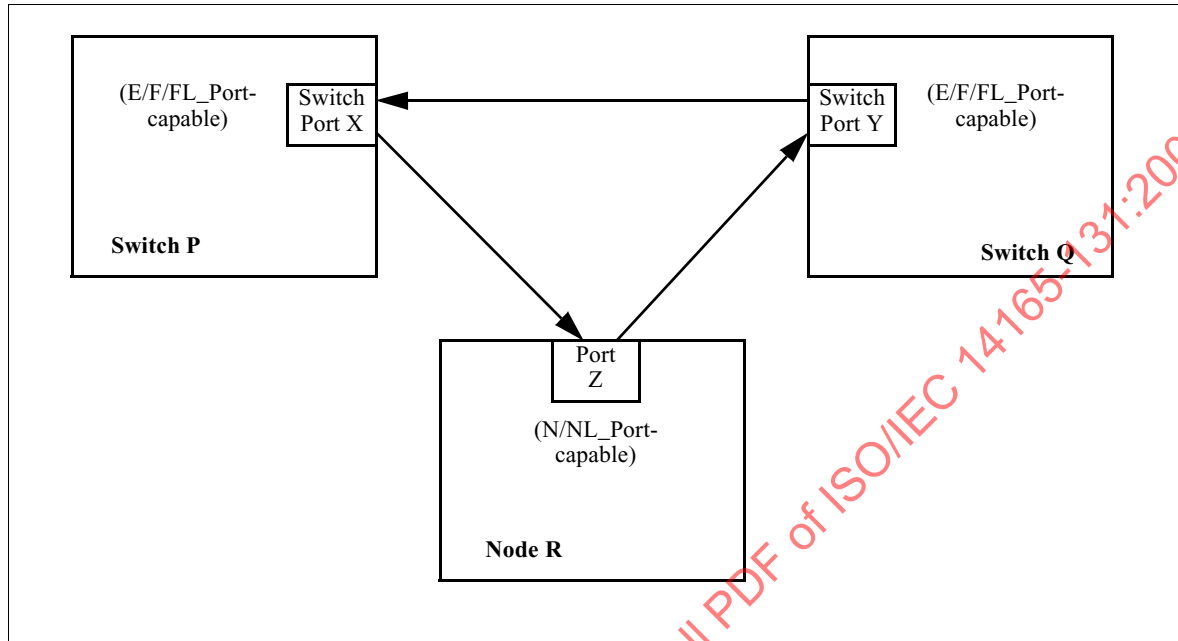 (E/F/FL_Port-
capable)
Switch
Port X
Switch P
Switch
Port Y
(E/F/FL_Port-
capable)
Switch Q
Port
Z
(N/NL_Port-
capable)
Node R
PDF of ISO/IEC 14165-131:200